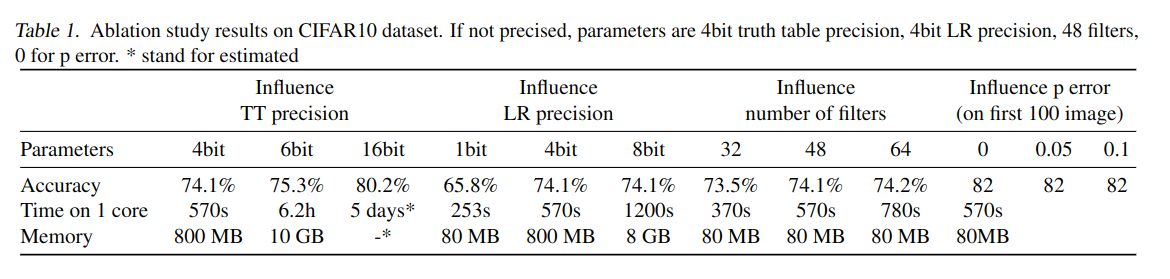 Table 1. Ablation study results on CIFAR10 dataset. If not precised, parameters are 4bit truth table precision, 4bit LR precision, 48 filters,
0 for p error. * stand for estimated
Influence Influence Influence Influence p error
TT precision LR precision number of filters (on first 100 image)
Parameters 4bit 6bit 16bit 1bit 4bit 8bit 32 48 64 0 0.05 0.1
Accuracy 74.1% 75.3% 80.2% 65.8% 74.1% 74.1% 73.5% 74.1% 74.2% 82 82 82
Time on 1 core 570s 6.2h 5 days* 253s 570s 1200s 370s 570s 780s 570s
Memory 800 MB 10 GB -* 80 MB 800 MB 8 GB 80 MB 80 MB 80 MB 80MB